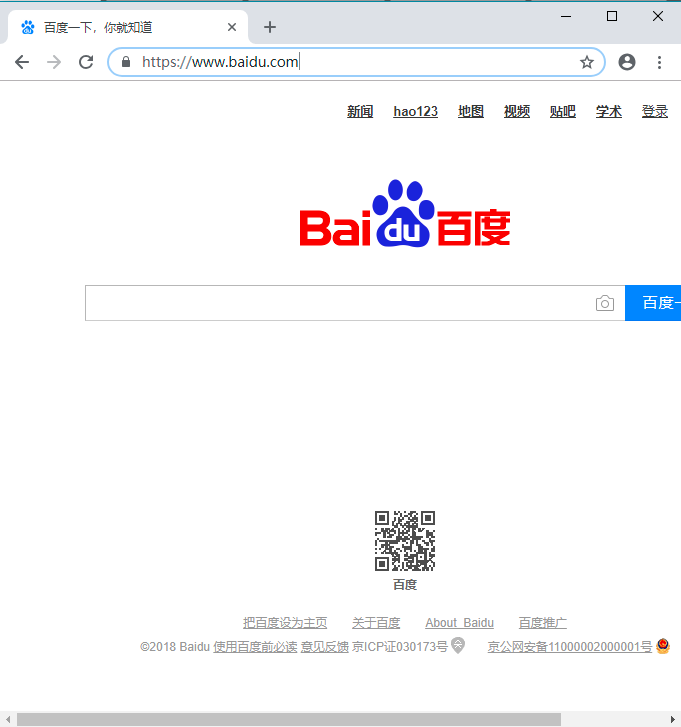 百度一下，你就知道
https://www.baidu.com
新闻 hao123 地图 视频 贴吧 学术 登录
Bai du 百度
百度一
百度
把百度设为主页 关于百度 About Baidu 百度推广
©2018 Baidu 使用百度前必读 意见反馈 京ICP证030173号 京公网安备11000002000001号